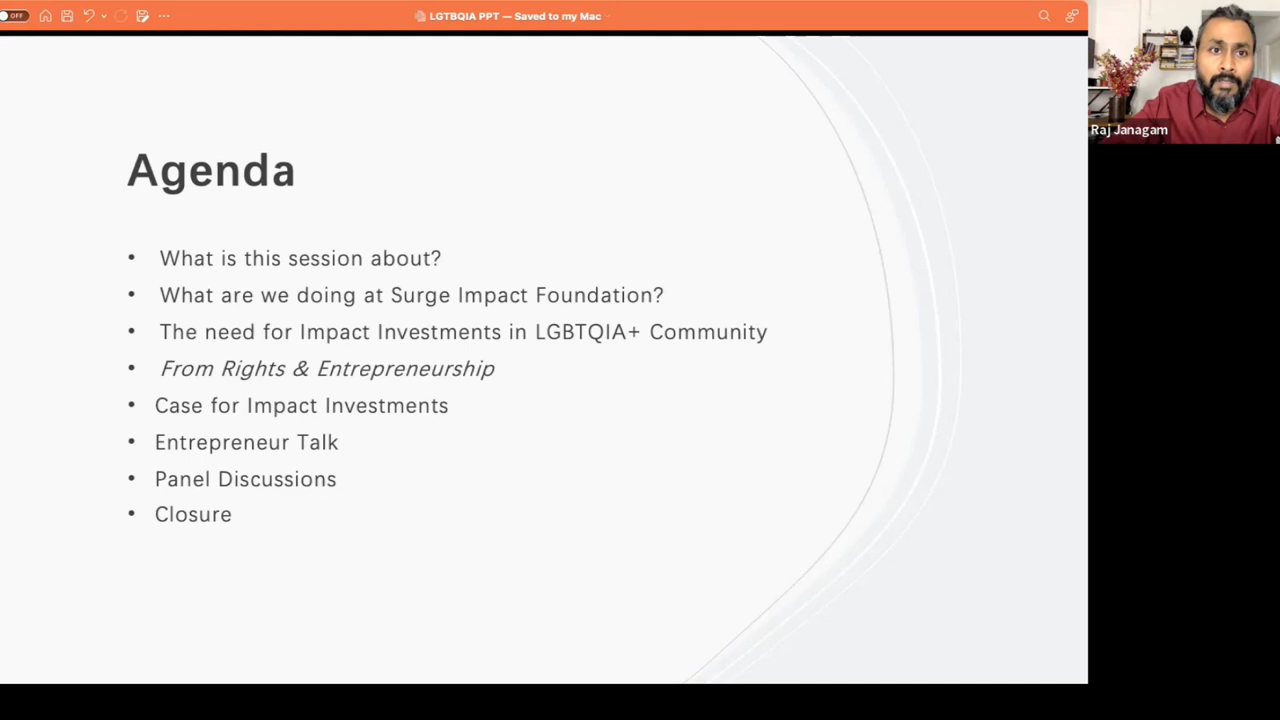 OFF
LGTBQIA PPT — Saved to my Mac
Raj Janagam
Agenda
• What is this session about?
• What are we doing at Surge Impact Foundation?
• The need for Impact Investments in LGBTQIA+ Community
• From Rights & Entrepreneurship
• Case for Impact Investments
• Entrepreneur Talk
• Panel Discussions
• Closure